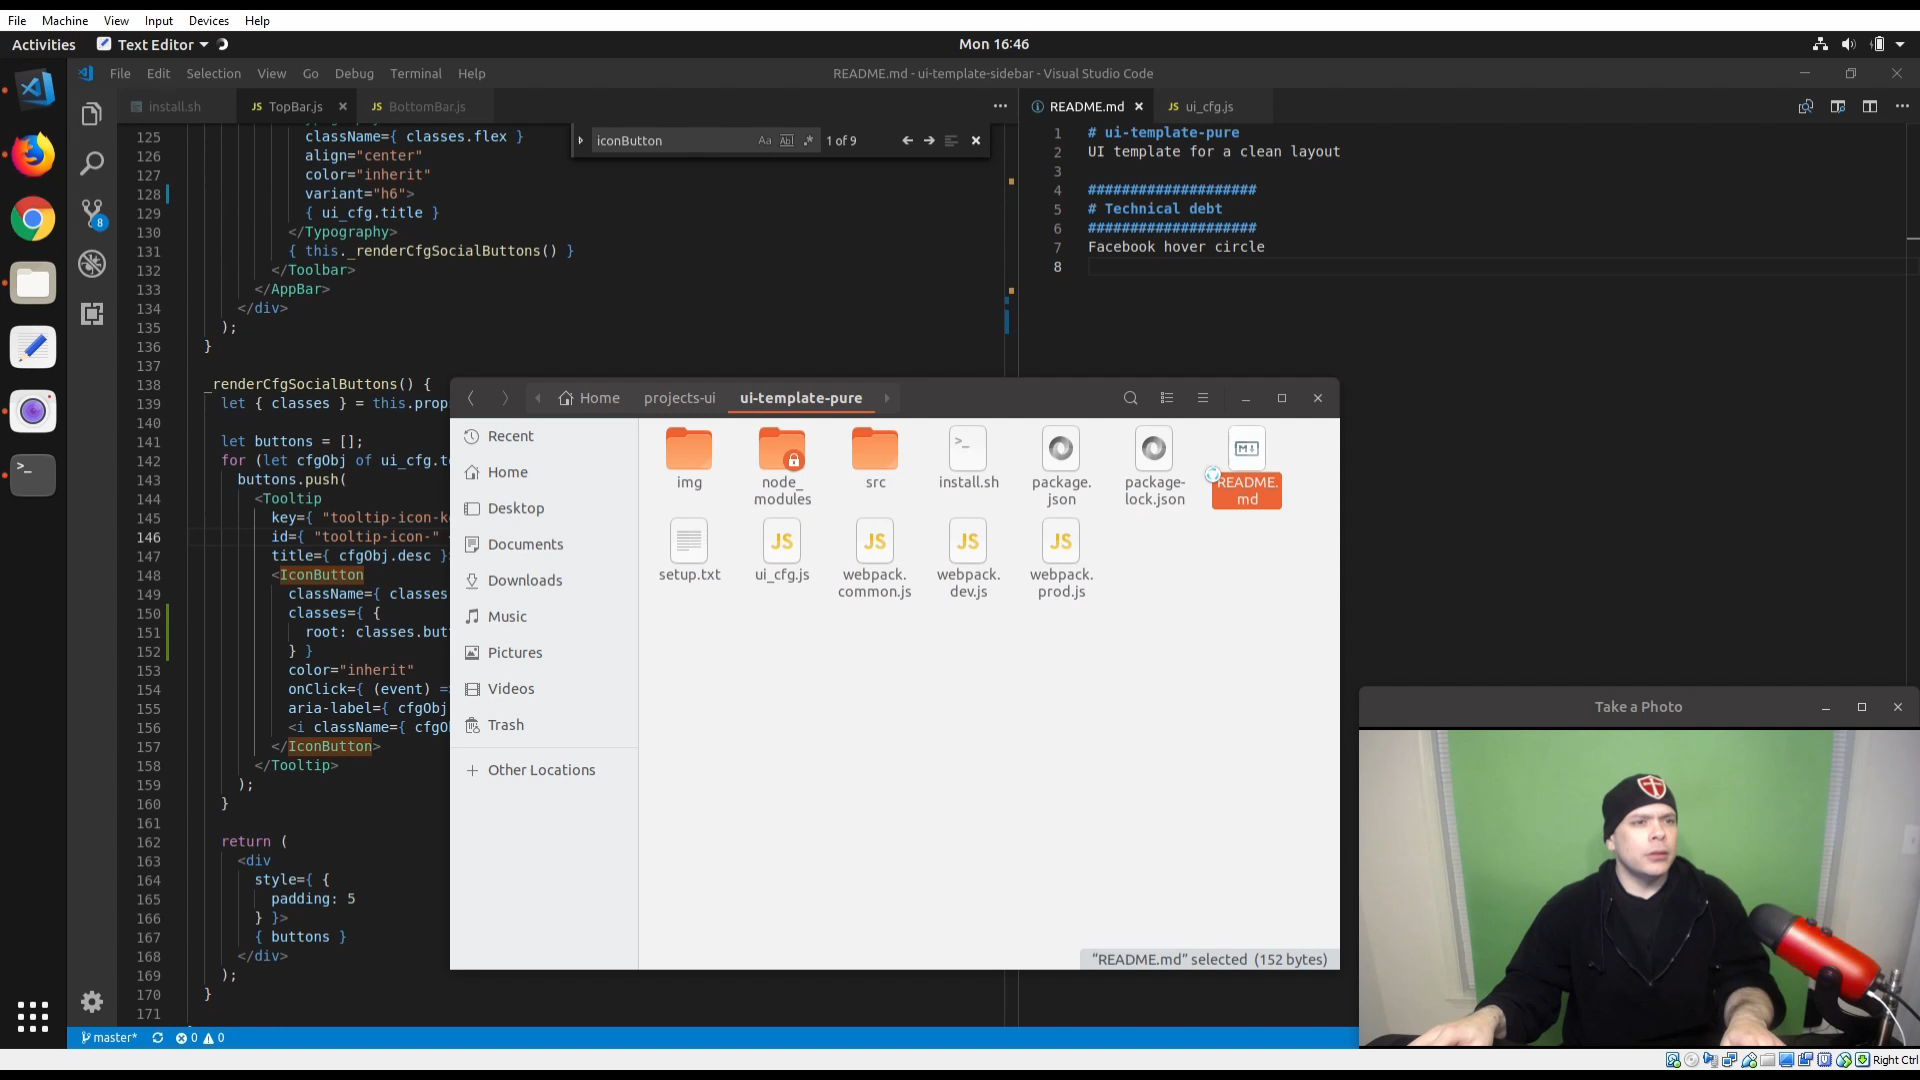 File Machine View Input Devices Help
Activities Text Editor Mon 16:46
File Edit Selection View Go Debug Terminal Help README.md - ui-template-sidebar - Visual Studio Code
install.sh JS TopBar.js JS BottomBar.js
iconButton Aa Abl .* 1 of 9
125
126 className={ classes.flex }
127 align="center"
128 color="inherit"
129 variant="h6">
130 { ui_cfg.title }
131 </Typography>
132 { this._renderCfgSocialButtons() }
133 </Toolbar>
134 </AppBar>
135 </div>
136 );
137 }
138 _renderCfgSocialButtons() {
139 let { classes } = this.prop
140
141 let buttons = [];
142 for (let cfgObj of ui_cfg.t
143 buttons.push(
144 <Tooltip
145 key={ "tooltip-icon-k
146 id={ "tooltip-icon-"
147 title={ cfgObj.desc }
148 <IconButton
149 className={ classes
150 classes={ {
151 root: classes.but
152 } }
153 color="inherit"
154 onClick={ (event) =
155 aria-label={ cfgObj
156 <i className={ cfgO
157 </IconButton>
158 </Tooltip>
159 );
160 }
161
162 return (
163 <div
164 style={ {
165 padding: 5
166 } }>
167 { buttons }
168 </div>
169 );
170 }
171
README.md JS ui_cfg.js
1 # ui-template-pure
2 UI template for a clean layout
3
4 ####################
5 # Technical debt
6 ####################
7 Facebook hover circle
8
Home projects-ui ui-template-pure
Recent
Home
Desktop
Documents
Downloads
Music
Pictures
Videos
Trash
Other Locations
img
node_
modules
src
install.sh
package.
json
package-
lock.json
README.
md
setup.txt
ui_cfg.js
webpack.
common.js
webpack.
dev.js
webpack.
prod.js
"README.md" selected (152 bytes)
Take a Photo
8
master* 0 0
Right Ctrl